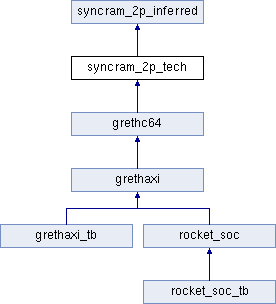 syncram_2p_inferred
syncram_2p_tech
grethc64
grethaxi
grethaxi_tb
rocket_soc
rocket_soc_tb